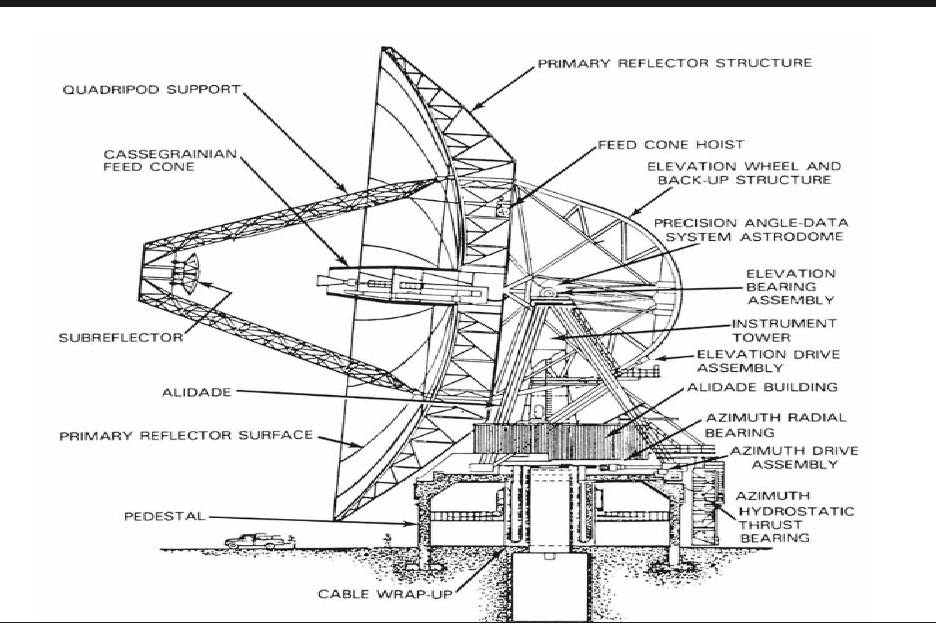 PRIMARY REFLECTOR STRUCTURE
QUADRIPOD SUPPORT
FEED CONE HOIST
CASSEGRAINIAN
FEED CONE
ELEVATION WHEEL AND
BACK-UP STRUCTURE
PRECISION ANGLE-DATA
SYSTEM ASTRODOME
ELEVATION
BEARING
ASSEMBLY
INSTRUMENT
TOWER
SUBREFLECTOR
ELEVATION DRIVE
ASSEMBLY
ALIDADE
ALIDADE BUILDING
AZIMUTH RADIAL
BEARING
PRIMARY REFLECTOR SURFACE
AZIMUTH DRIVE
ASSEMBLY
AZIMUTH
HYDROSTATIC
THRUST
BEARING
PEDESTAL
CABLE WRAP-UP